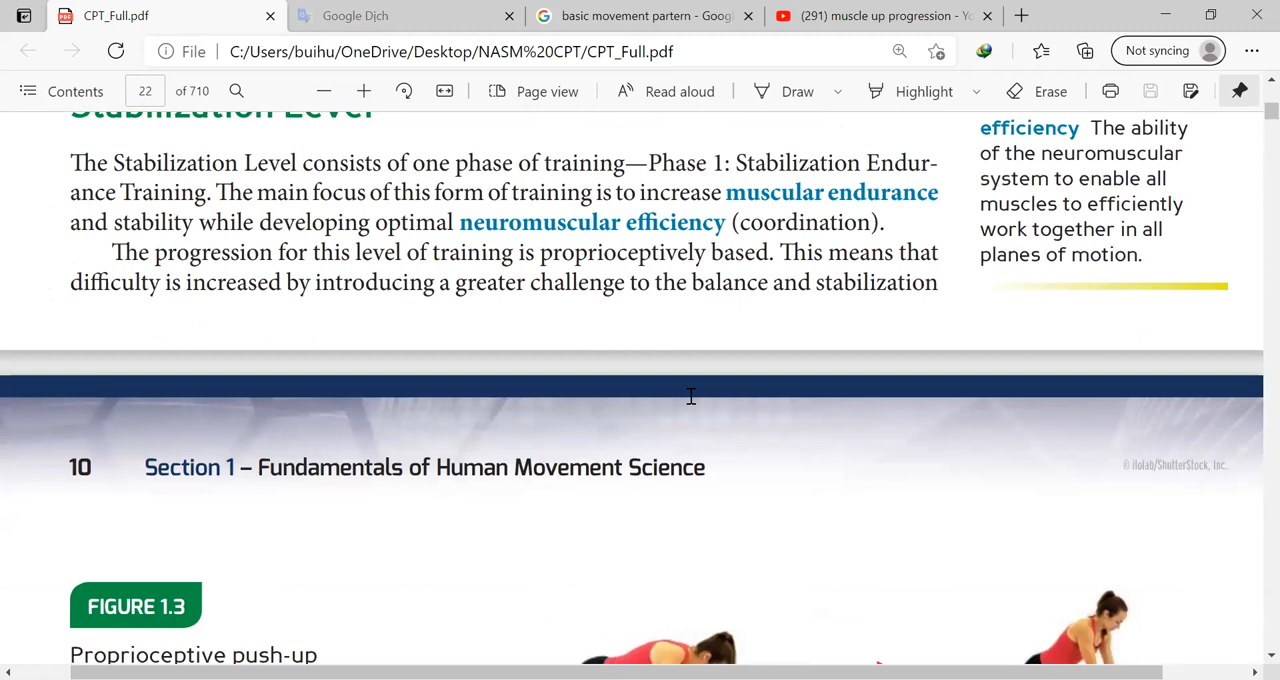 CPT_Full.pdf
Google Dịch
basic movement partern - Googl
(291) muscle up progression - Yo
File
C:/Users/buihu/OneDrive/Desktop/NASM%20CPT/CPT_Full.pdf
Not syncing
Contents
22
of 710
Page view
Read aloud
Draw
Highlight
Erase
Stabilization Level
The Stabilization Level consists of one phase of training—Phase 1: Stabilization Endur-
ance Training. The main focus of this form of training is to increase muscular endurance
and stability while developing optimal neuromuscular efficiency (coordination).
The progression for this level of training is proprioceptively based. This means that
difficulty is increased by introducing a greater challenge to the balance and stabilization
efficiency The ability
of the neuromuscular
system to enable all
muscles to efficiently
work together in all
planes of motion.
10 Section 1 – Fundamentals of Human Movement Science
© ilolab/ShutterStock, Inc.
FIGURE 1.3
Proprioceptive push-up